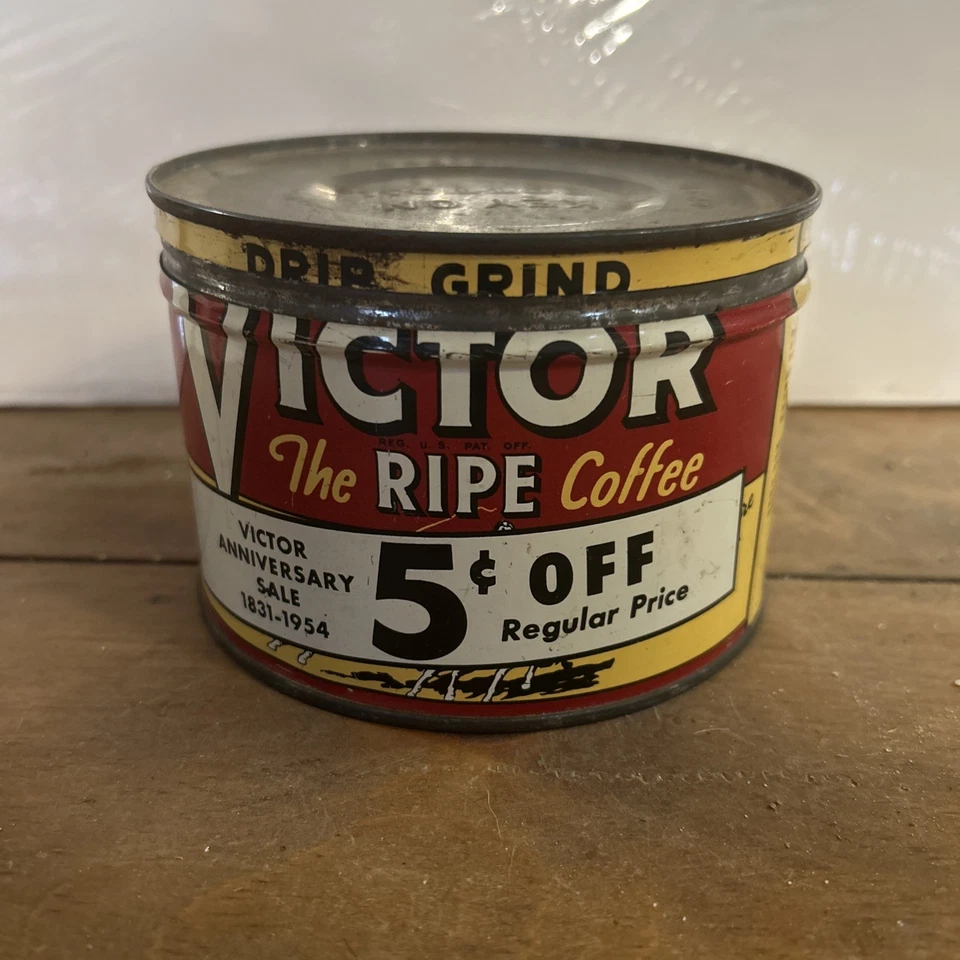 DRIP GRIND
VICTOR
REG. U. S. PAT. OFF.
The RIPE Coffee
VICTOR
ANNIVERSARY
SALE
1831-1954
5¢ OFF
Regular Price